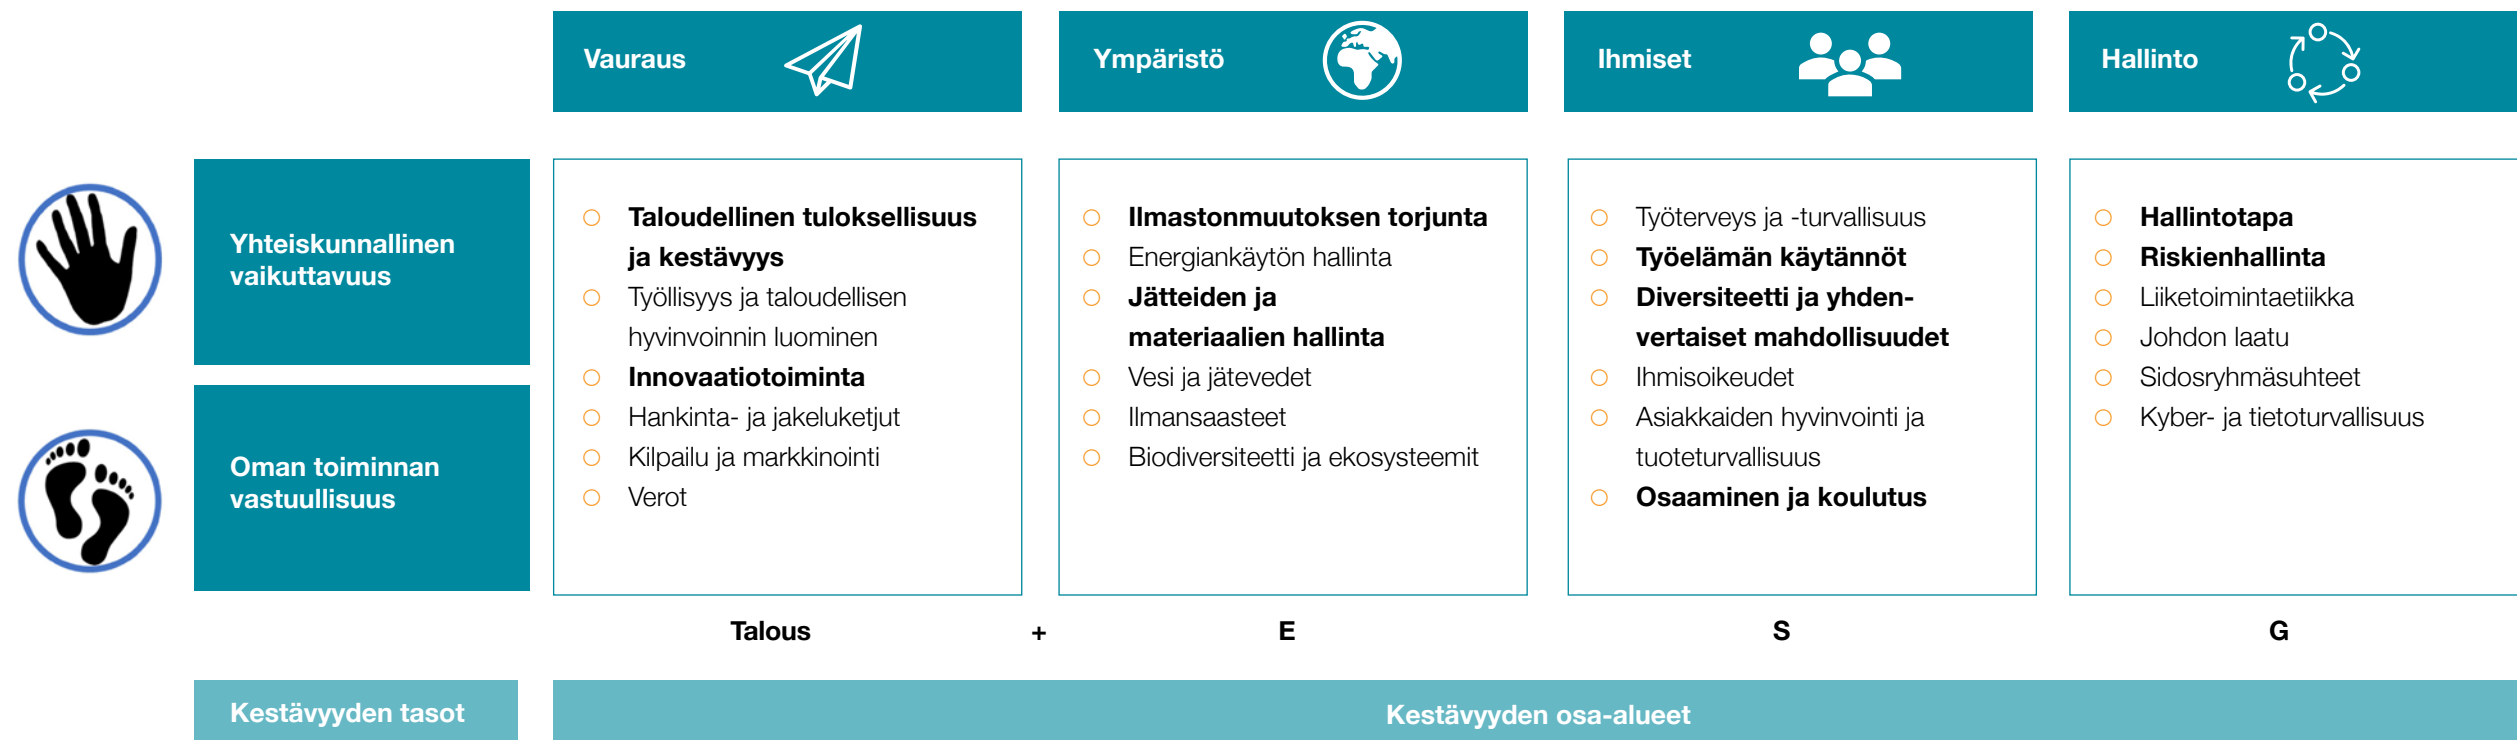 Vauraus
Ympäristö
Ihmiset
Hallinto
Yhteiskunnallinen
vaikuttavuus
Oman toiminnan
vastuullisuus
Taloudellinen tuloksellisuus
ja kestävyys
Työllisyys ja taloudellisen
hyvinvoinnin luominen
Innovaatiotoiminta
Hankinta- ja jakeluketjut
Kilpailu ja markkinointi
Verot
Ilmastonmuutoksen torjunta
Energiankäytön hallinta
Jätteiden ja
materiaalien hallinta
Vesi ja jätevedet
Ilmansaasteet
Biodiversiteetti ja ekosysteemit
Työterveys ja -turvallisuus
Työelämän käytännöt
Diversiteetti ja yhden-
vertaiset mahdollisuudet
Ihmisoikeudet
Asiakkaiden hyvinvointi ja
tuoteturvallisuus
Osaaminen ja koulutus
Hallintotapa
Riskienhallinta
Liiketoimintaetiikka
Johdon laatu
Sidosryhmäsuhteet
Kyber- ja tietoturvallisuus
Talous + E S G
Kestävyyden tasot
Kestävyyden osa-alueet